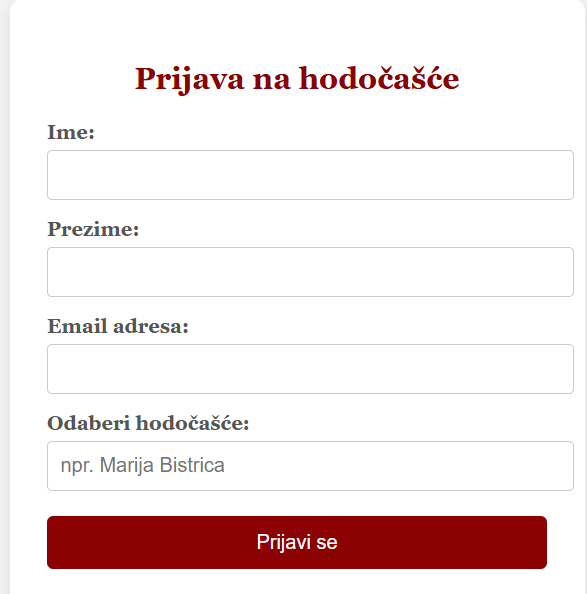 Prijava na hodočašće
Ime:
Prezime:
Email adresa:
Odaberi hodočašće:
npr. Marija Bistrica
Prijavi se